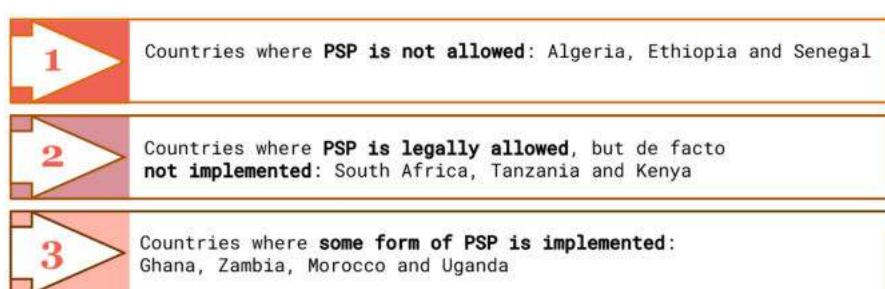 1
Countries where PSP is not allowed: Algeria, Ethiopia and Senegal
2
Countries where PSP is legally allowed, but de facto
not implemented: South Africa, Tanzania and Kenya
3
Countries where some form of PSP is implemented:
Ghana, Zambia, Morocco and Uganda